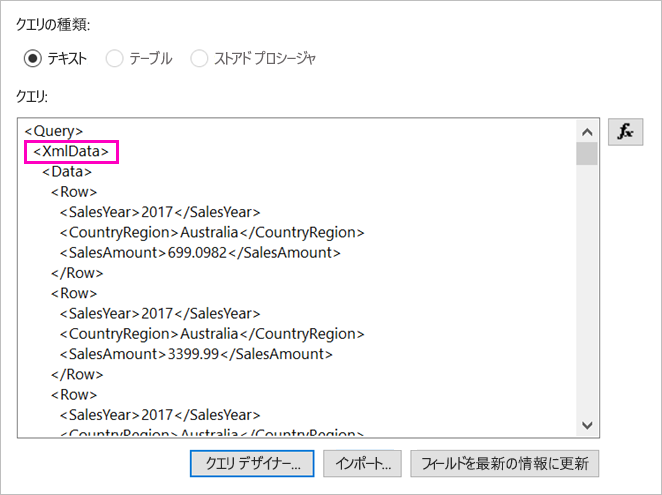 クエリの種類:
テキスト テーブル ストアド プロシージャ
クエリ:
<Query>
<XmlData>
<Data>
<Row>
<SalesYear>2017</SalesYear>
<CountryRegion>Australia</CountryRegion>
<SalesAmount>699.0982</SalesAmount>
</Row>
<Row>
<SalesYear>2017</SalesYear>
<CountryRegion>Australia</CountryRegion>
<SalesAmount>3399.99</SalesAmount>
</Row>
<Row>
<SalesYear>2017</SalesYear>
<CountryRegion>Australia</CountryRegion>
fx
クエリ デザイナー... インポート... フィールドを最新の情報に更新